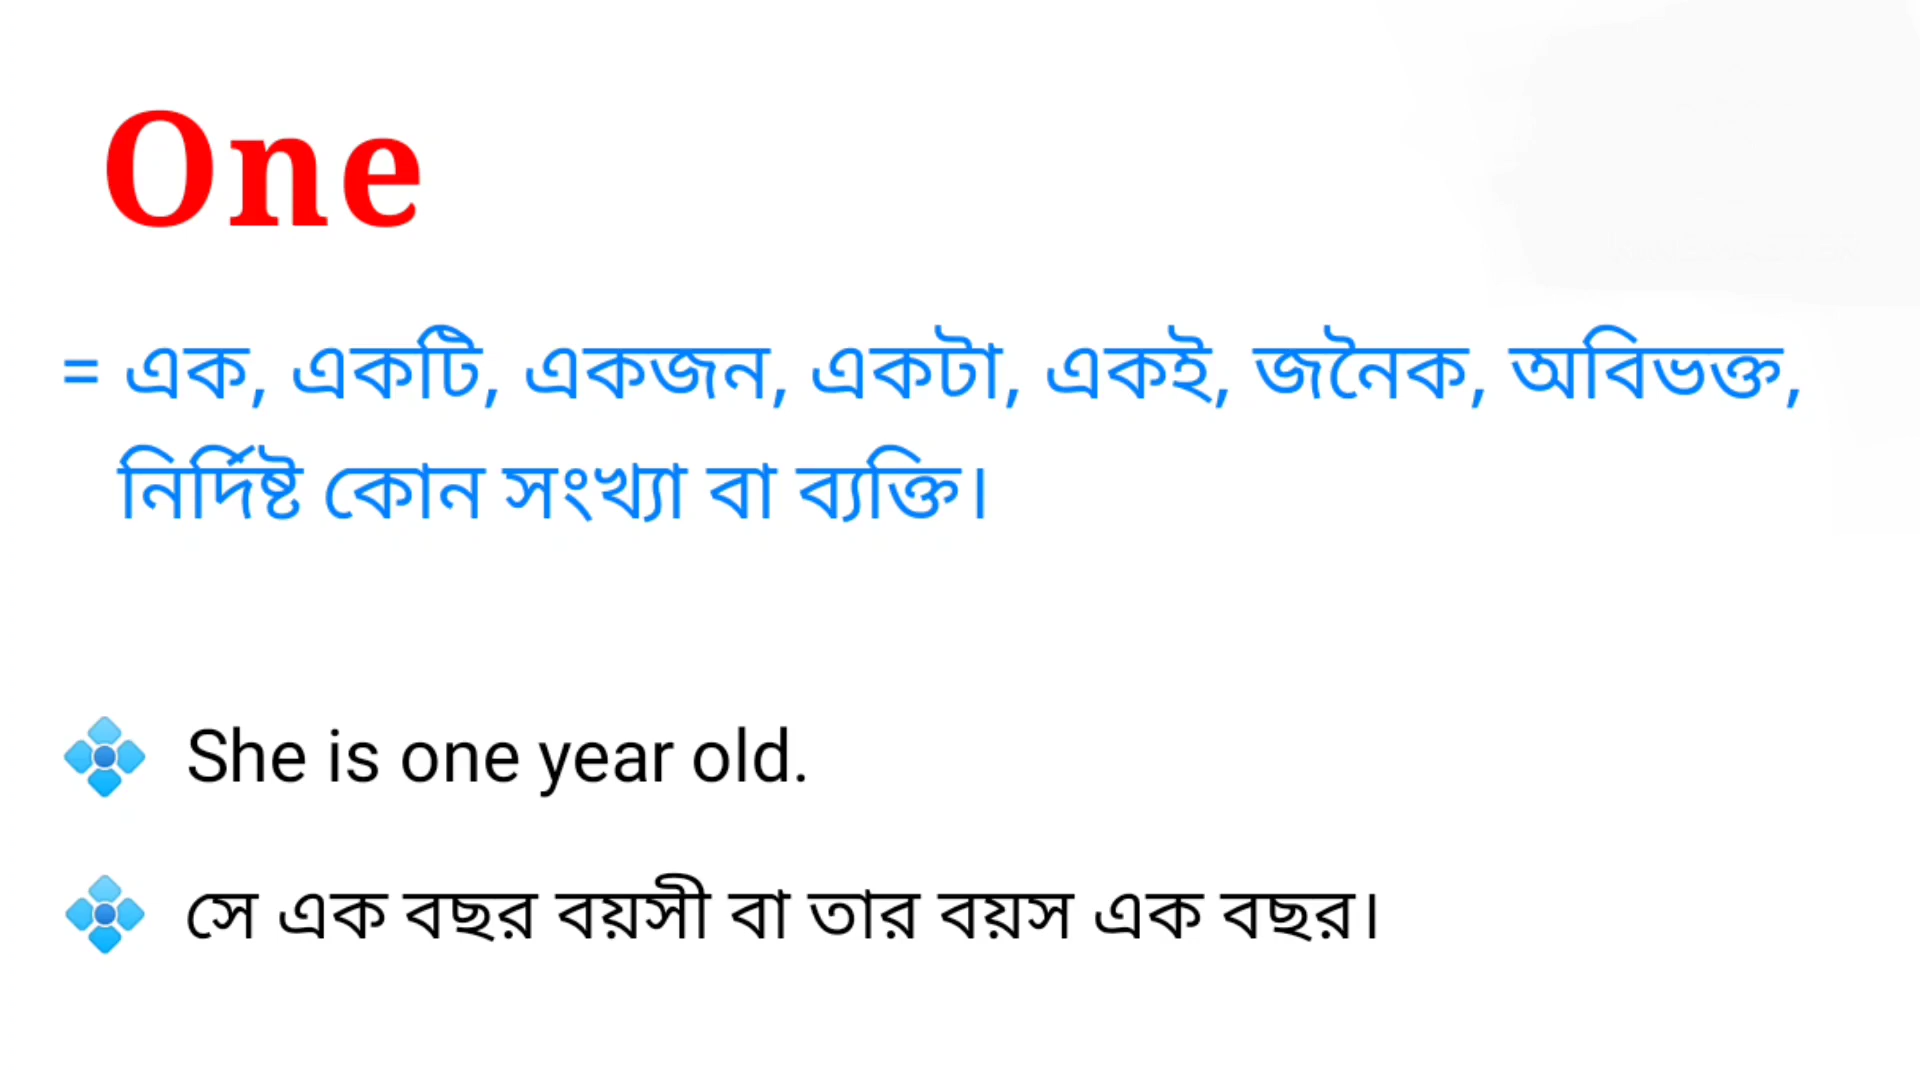 One
= এক, একটি, একজন, একটা, একই, জনৈক, অবিভক্ত,
নির্দিষ্ট কোন সংখ্যা বা ব্যক্তি।
She is one year old.
সে এক বছর বয়সী বা তার বয়স এক বছর।